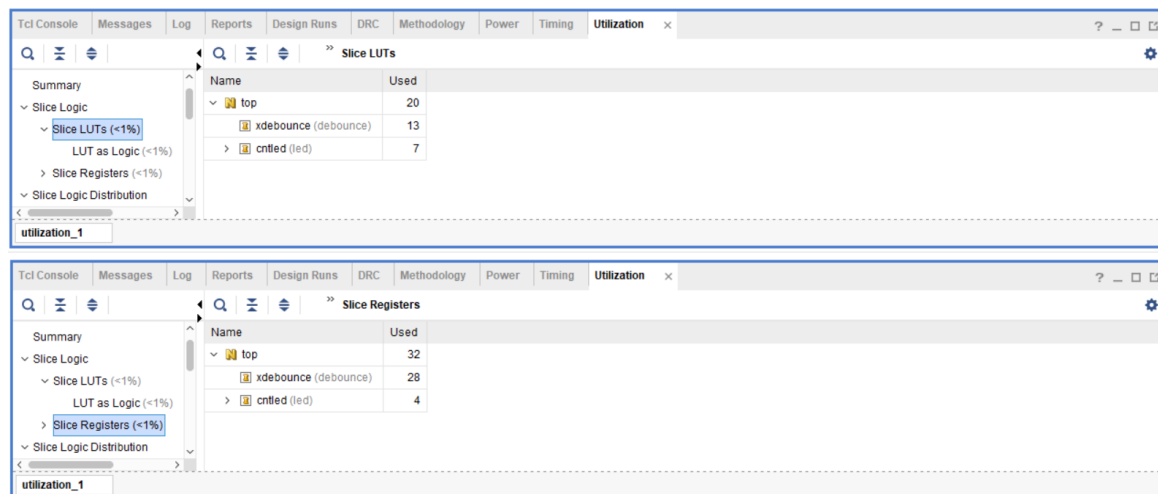 Tcl Console Messages Log Reports Design Runs DRC Methodology Power Timing Utilization × ? _
» Slice LUTs
Name Used
Summary
top 20
Slice Logic
xdebounce (debounce) 13
Slice LUTs (<1%)
cntled (led) 7
LUT as Logic (<1%)
Slice Registers (<1%)
Slice Logic Distribution
utilization_1
Tcl Console Messages Log Reports Design Runs DRC Methodology Power Timing Utilization × ? _
» Slice Registers
Name Used
Summary
top 32
Slice Logic
xdebounce (debounce) 28
Slice LUTs (<1%)
cntled (led) 4
LUT as Logic (<1%)
Slice Registers (<1%)
Slice Logic Distribution
utilization_1